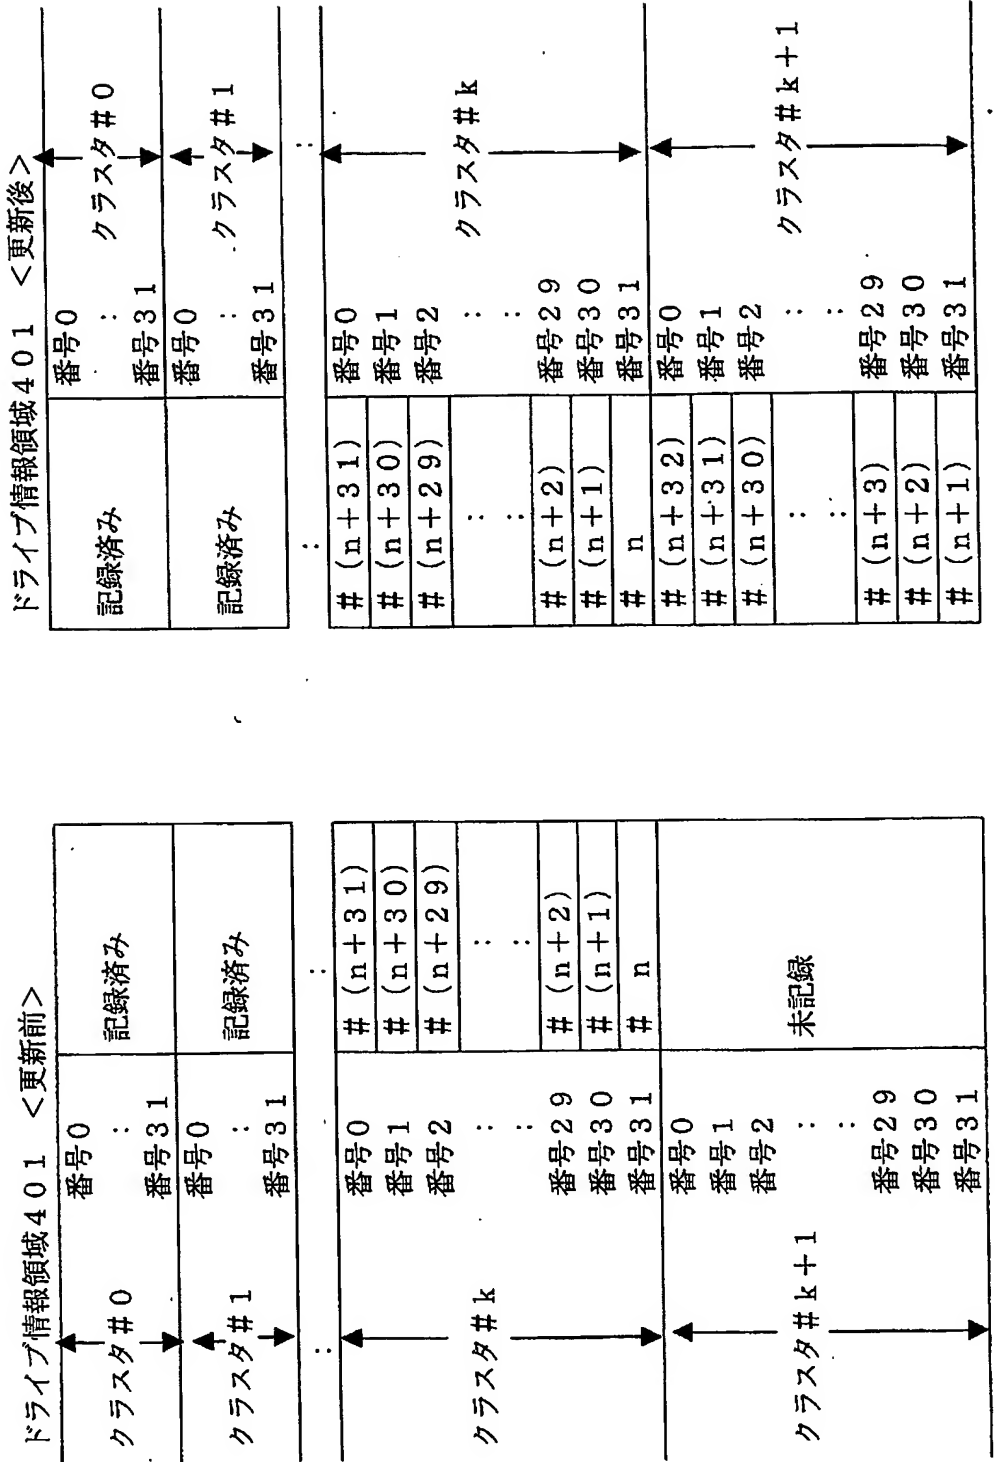 ドライブ情報領域401 <更新前>
クラスタ#0
番号0
:
番号31
記録済み
クラスタ#1
番号0
:
番号31
記録済み
:
:
クラスタ#k
番号0
番号1
番号2
:
:
番号29
番号30
番号31
#(n+31)
#(n+30)
#(n+29)
:
:
#(n+2)
#(n+1)
# n
クラスタ#k+1
番号0
番号1
番号2
:
:
番号29
番号30
番号31
未記録
ドライブ情報領域401 <更新後>
記録済み
番号0
:
番号31
クラスタ#0
記録済み
番号0
:
番号31
クラスタ#1
:
:
#(n+31)
#(n+30)
#(n+29)
:
:
#(n+2)
#(n+1)
# n
番号0
番号1
番号2
:
:
番号29
番号30
番号31
クラスタ#k
#(n+32)
#(n+31)
#(n+30)
:
:
#(n+3)
#(n+2)
#(n+1)
番号0
番号1
番号2
:
:
番号29
番号30
番号31
クラスタ#k+1